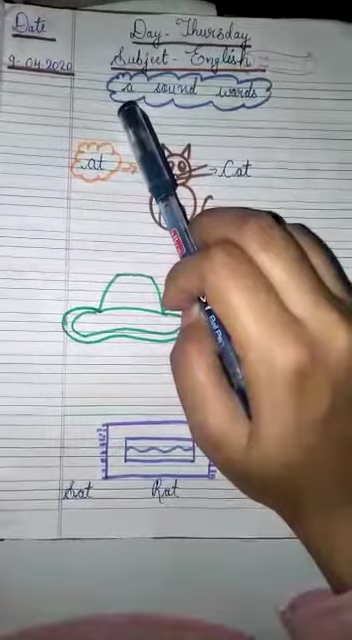 Date
Day - Thursday
Subject - English
9-04.2020
a sound words
at
Cat
Sat
Rat